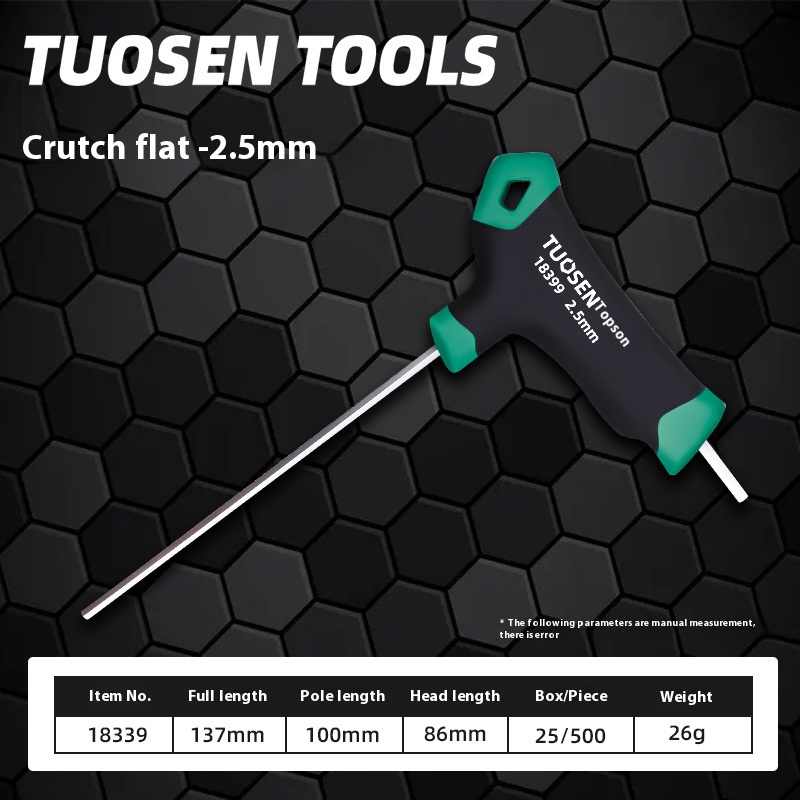 TUOSEN TOOLS
Crutch flat -2.5mm
TUOSEN Topson
18399 2.5mm
* The following parameters are manual measurement,
there is error
Item No. Full length Pole length Head length Box/Piece Weight
18339 137mm 100mm 86mm 25/500 26g